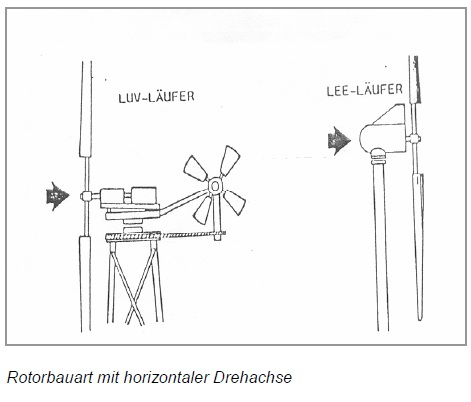 LUV-LÄUFER
LEE-LÄUFER
Rotorbauart mit horizontaler Drehachse